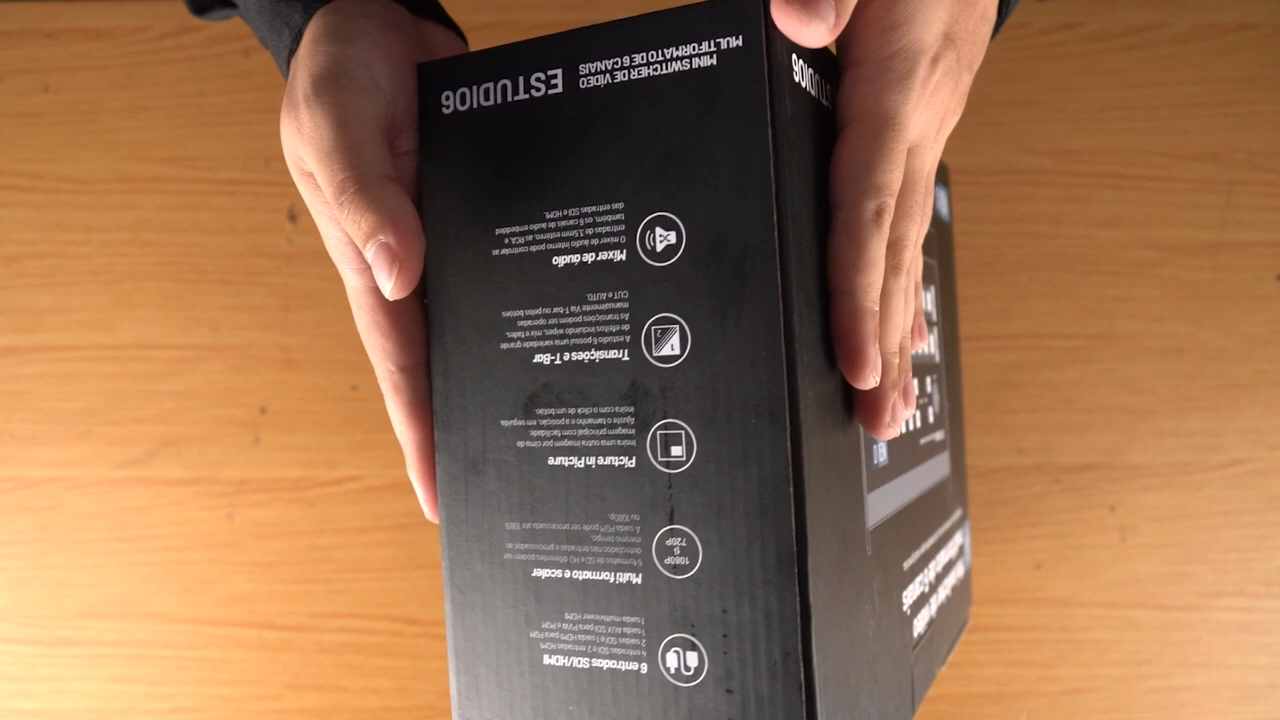 6 entradas SDI/HDMI
4 entradas SDI e 2 entradas HDMI
2 saídas SDI e 1 saída HDMI para PGM
1 saída AUX SDI para PVW e PGM
1 saída multiviewer HDMI
1080P
720P
Multi formato e scaler
5 formatos de SD e HD diferentes podem ser
detectados nas entradas e processados ao
mesmo tempo.
A saída PGM pode ser processada até 1080i
ou 1080p.
Picture in Picture
Insira uma outra imagem por cima da
imagem principal com facilidade.
Ajuste o tamanho e a posição, em seguida,
insira com o click de um botão.
1
2
Transições e T-Bar
A estúdio 6 possui uma variedade grande
de efeitos incluindo wipes, mix e fades.
As transições podem ser operadas
manualmente Via T-bar ou pelos botões
CUT e AUTO.
Mixer de áudio
O mixer de áudio interno pode controlar as
entradas de 3,5mm estéreo, as RCA e
também, os 6 canais de áudio embedded
das entradas SDI e HDMI.
ESTUDIO6
MINI SWITCHER DE VÍDEO
MULTIFORMATO DE 6 CANAIS